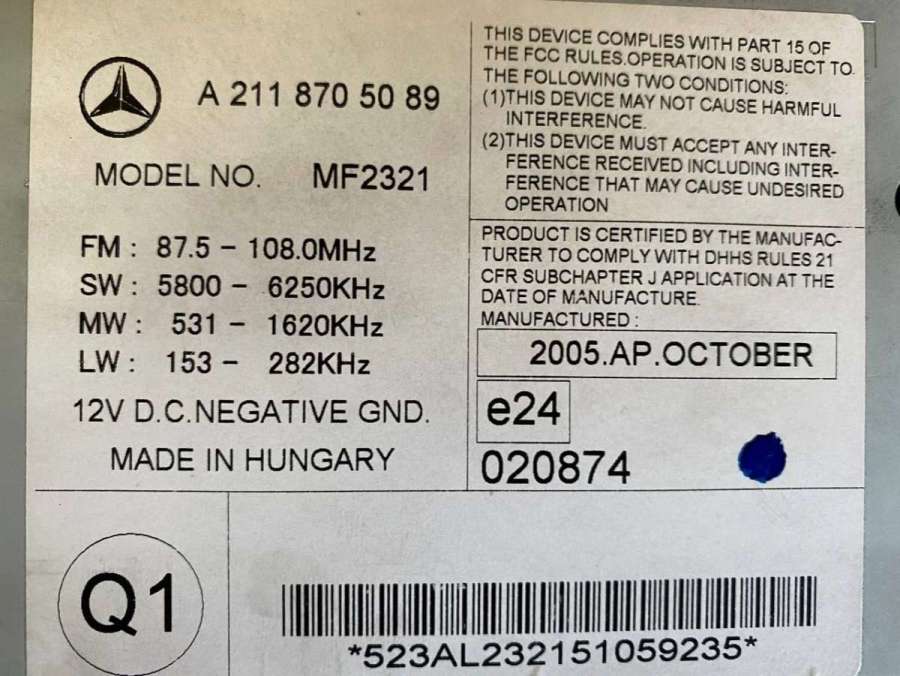 A 211 870 50 89
MODEL NO. MF2321
FM : 87.5 - 108.0MHz
SW : 5800 - 6250KHz
MW : 531 - 1620KHz
LW : 153 - 282KHz
12V D.C.NEGATIVE GND.
MADE IN HUNGARY
THIS DEVICE COMPLIES WITH PART 15 OF
THE FCC RULES.OPERATION IS SUBJECT TO
THE FOLLOWING TWO CONDITIONS:
(1)THIS DEVICE MAY NOT CAUSE HARMFUL
INTERFERENCE.
(2)THIS DEVICE MUST ACCEPT ANY INTER-
FERENCE RECEIVED INCLUDING INTER-
FERENCE THAT MAY CAUSE UNDESIRED
OPERATION
PRODUCT IS CERTIFIED BY THE MANUFAC-
TURER TO COMPLY WITH DHHS RULES 21
CFR SUBCHAPTER J APPLICATION AT THE
DATE OF MANUFACTURE.
MANUFACTURED :
2005.AP.OCTOBER
e24
020874
Q1
*523AL232151059235*